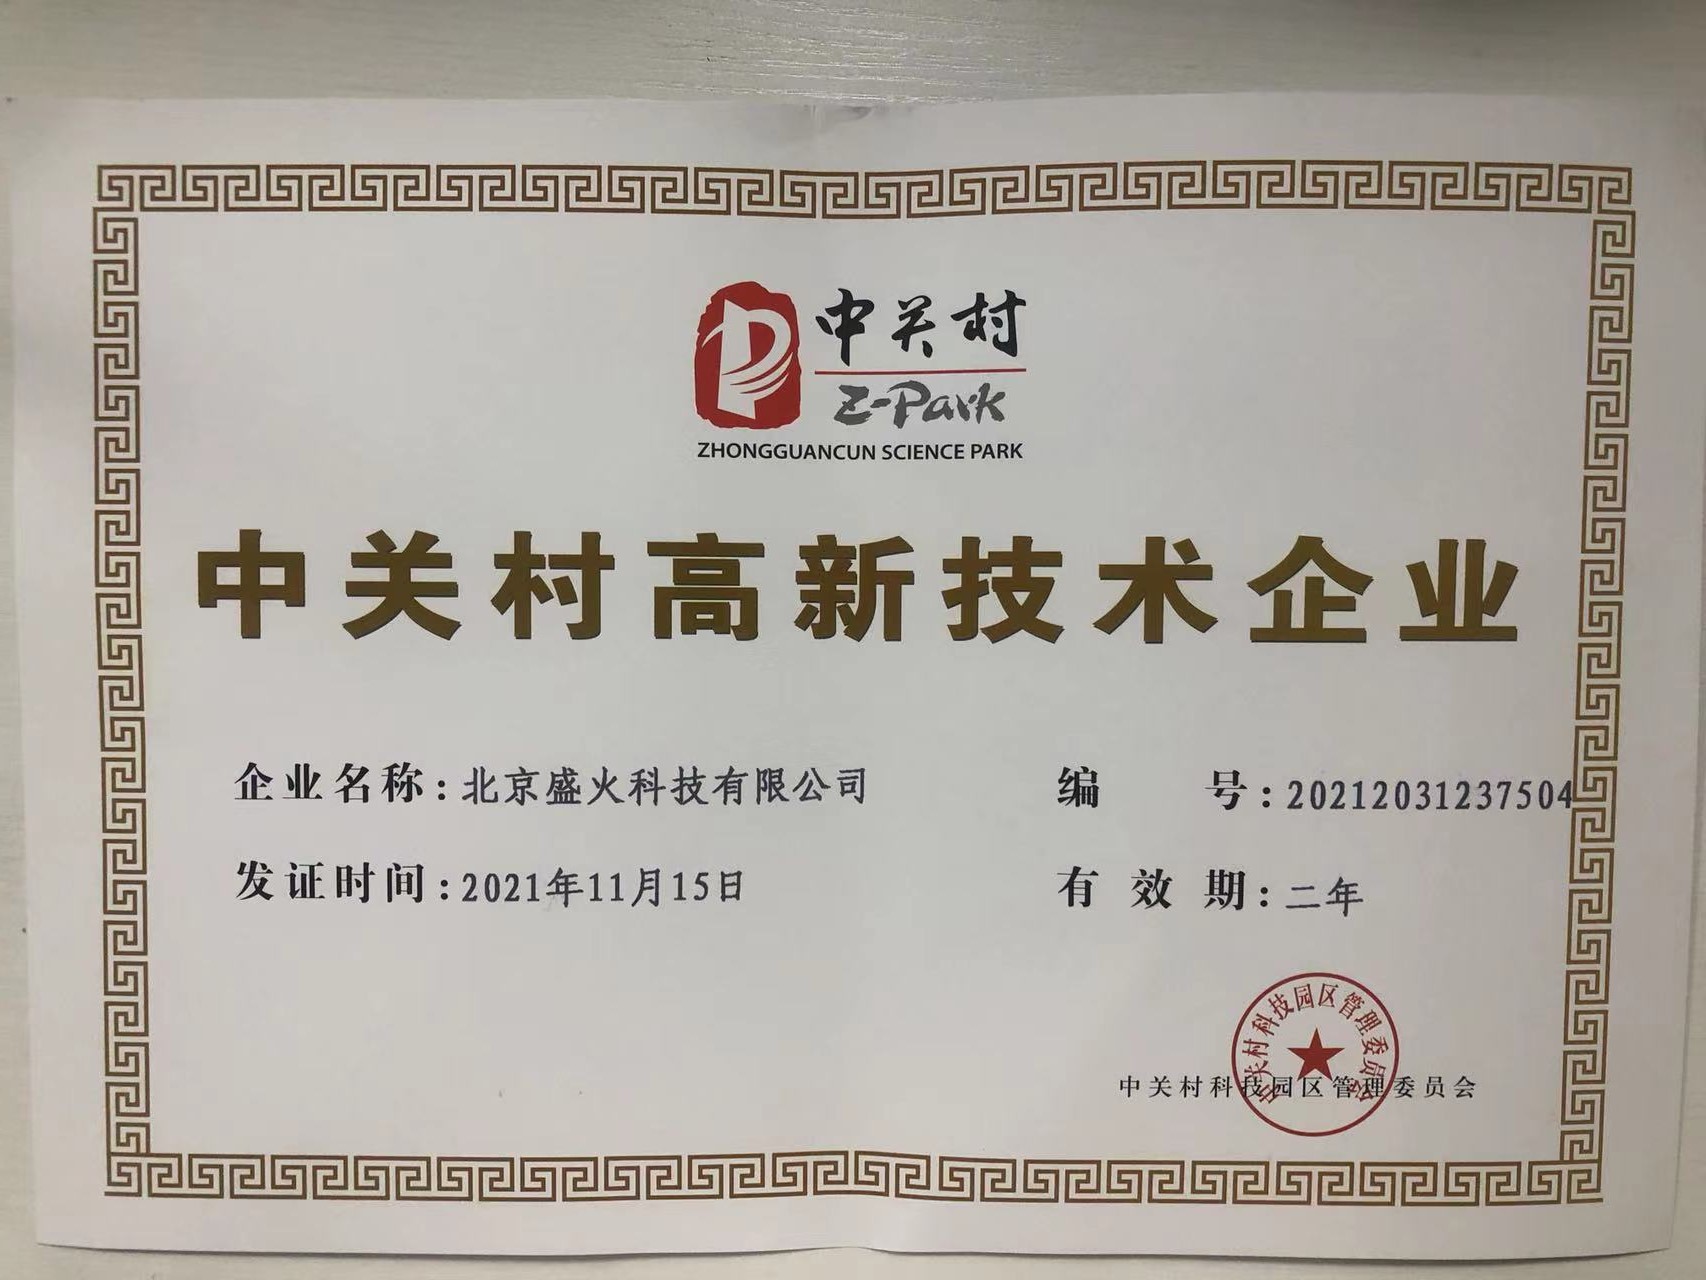 中关村
Z-Park
ZHONGGUANCUN SCIENCE PARK
中关村高新技术企业
企业名称：北京盛火科技有限公司
编 号：20212031237504
发证时间：2021年11月15日
有效期：二年
中关村科技园区管理委员会
中关村科技园区管理委员会